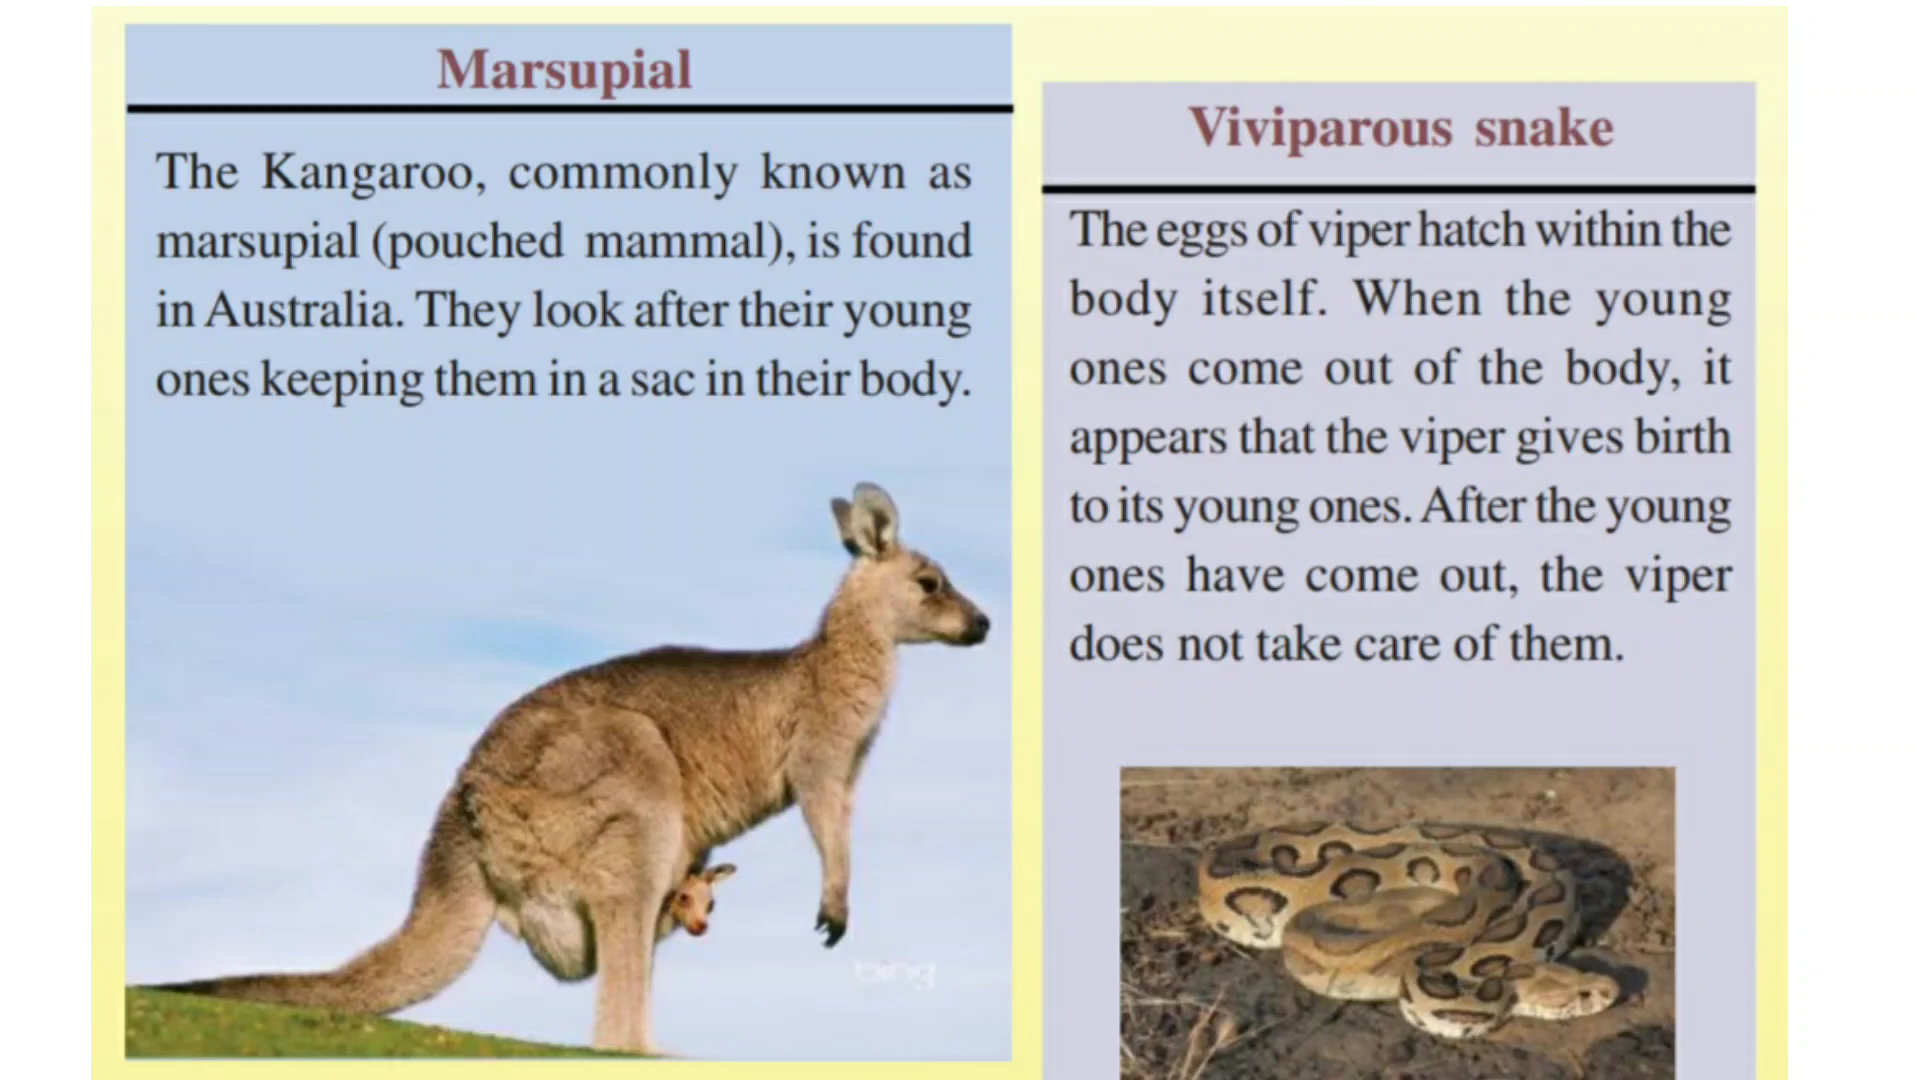 Marsupial
The Kangaroo, commonly known as
marsupial (pouched mammal), is found
in Australia. They look after their young
ones keeping them in a sac in their body.
bing
Viviparous snake
The eggs of viper hatch within the
body itself. When the young
ones come out of the body, it
appears that the viper gives birth
to its young ones. After the young
ones have come out, the viper
does not take care of them.